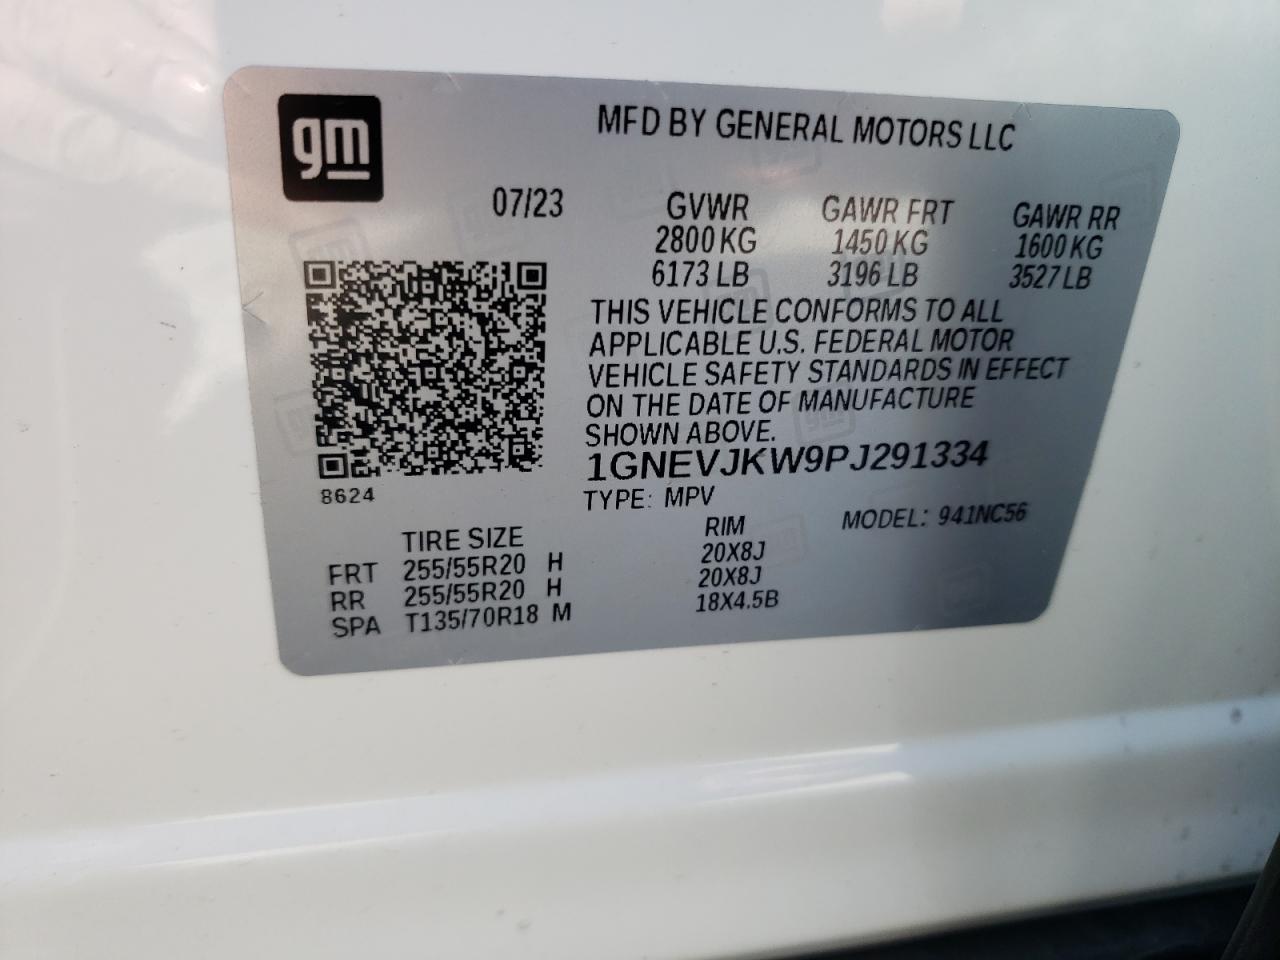 gm
MFD BY GENERAL MOTORS LLC
07/23
GVWR GAWR FRT GAWR RR
2800 KG 1450 KG 1600 KG
6173 LB 3196 LB 3527 LB
THIS VEHICLE CONFORMS TO ALL
APPLICABLE U.S. FEDERAL MOTOR
VEHICLE SAFETY STANDARDS IN EFFECT
ON THE DATE OF MANUFACTURE
SHOWN ABOVE.
1GNEVJKW9PJ291334
8624
TYPE: MPV
MODEL: 941NC56
TIRE SIZE RIM
FRT 255/55R20 H 20X8J
RR 255/55R20 H 20X8J
SPA T135/70R18 M 18X4.5B